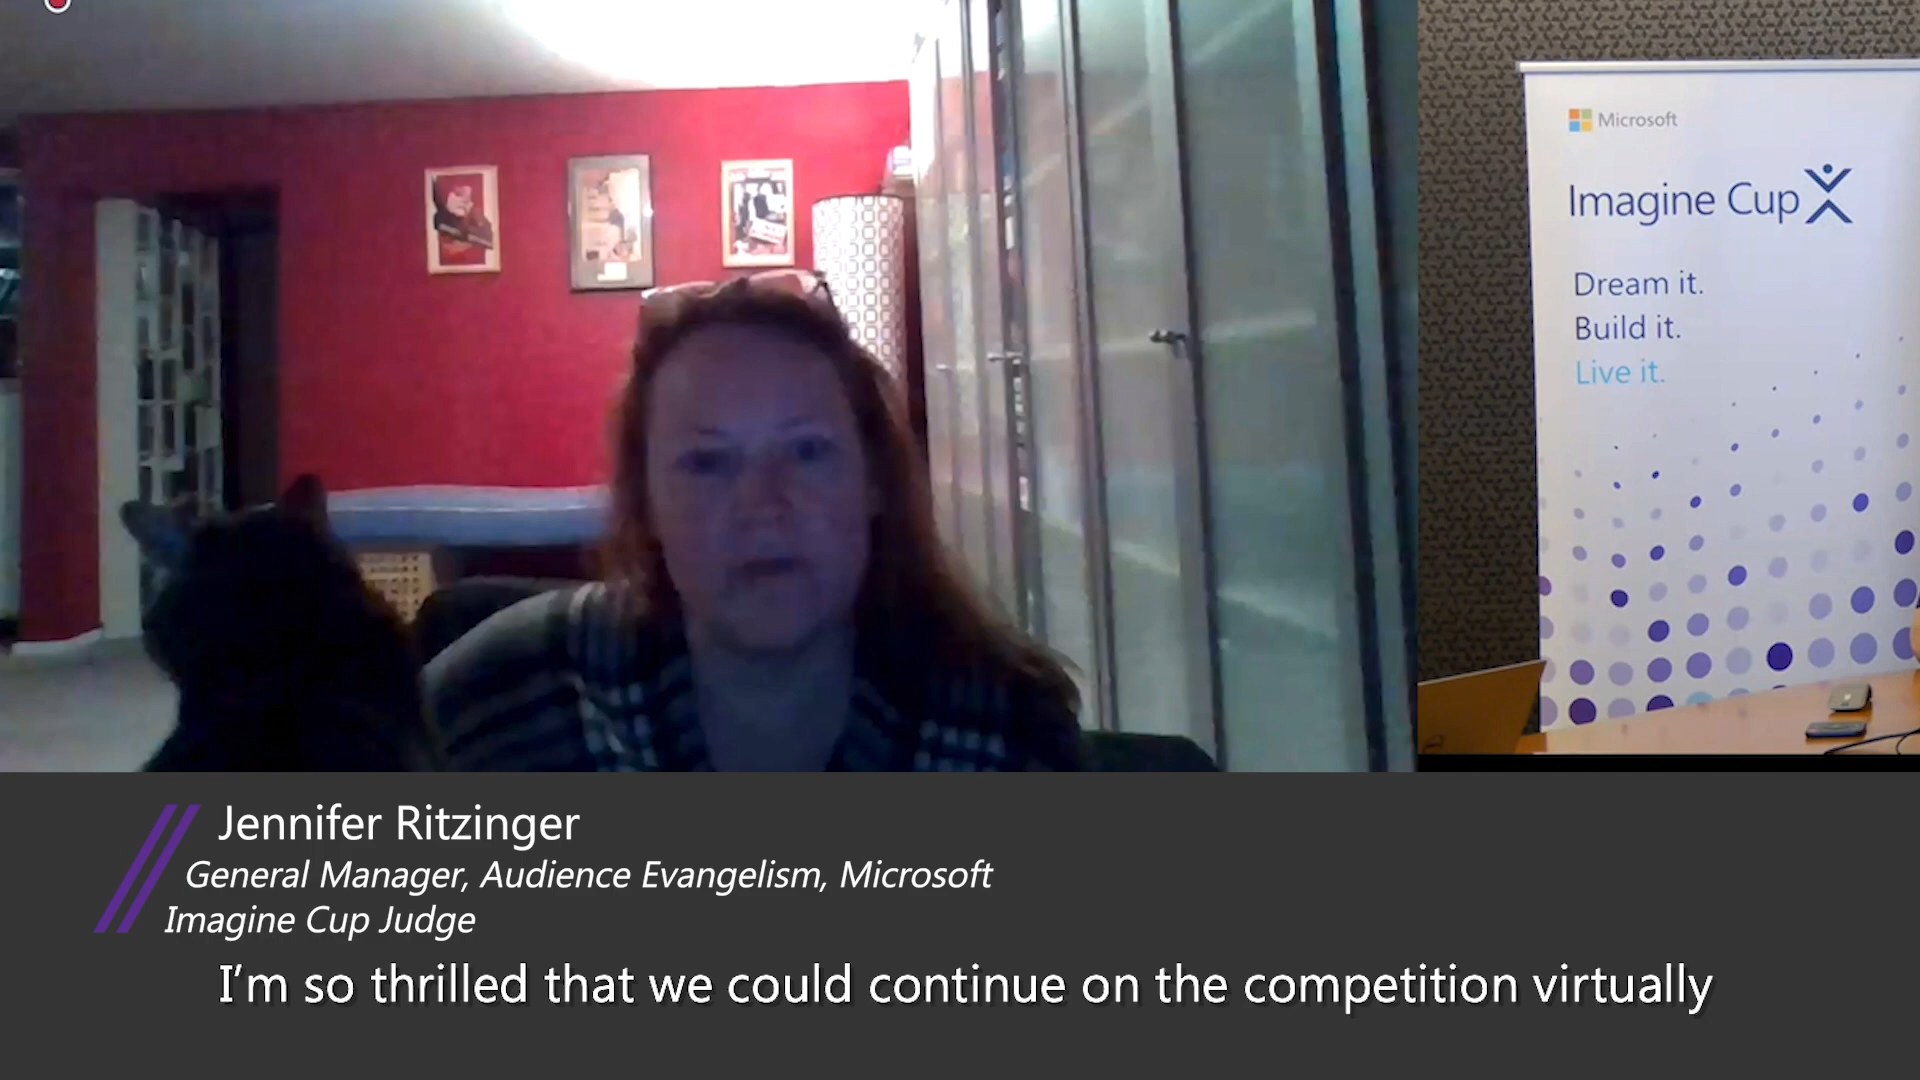 Microsoft
Imagine Cup
Dream it.
Build it.
Live it.
Jennifer Ritzinger
General Manager, Audience Evangelism, Microsoft
Imagine Cup Judge
I'm so thrilled that we could continue on the competition virtually